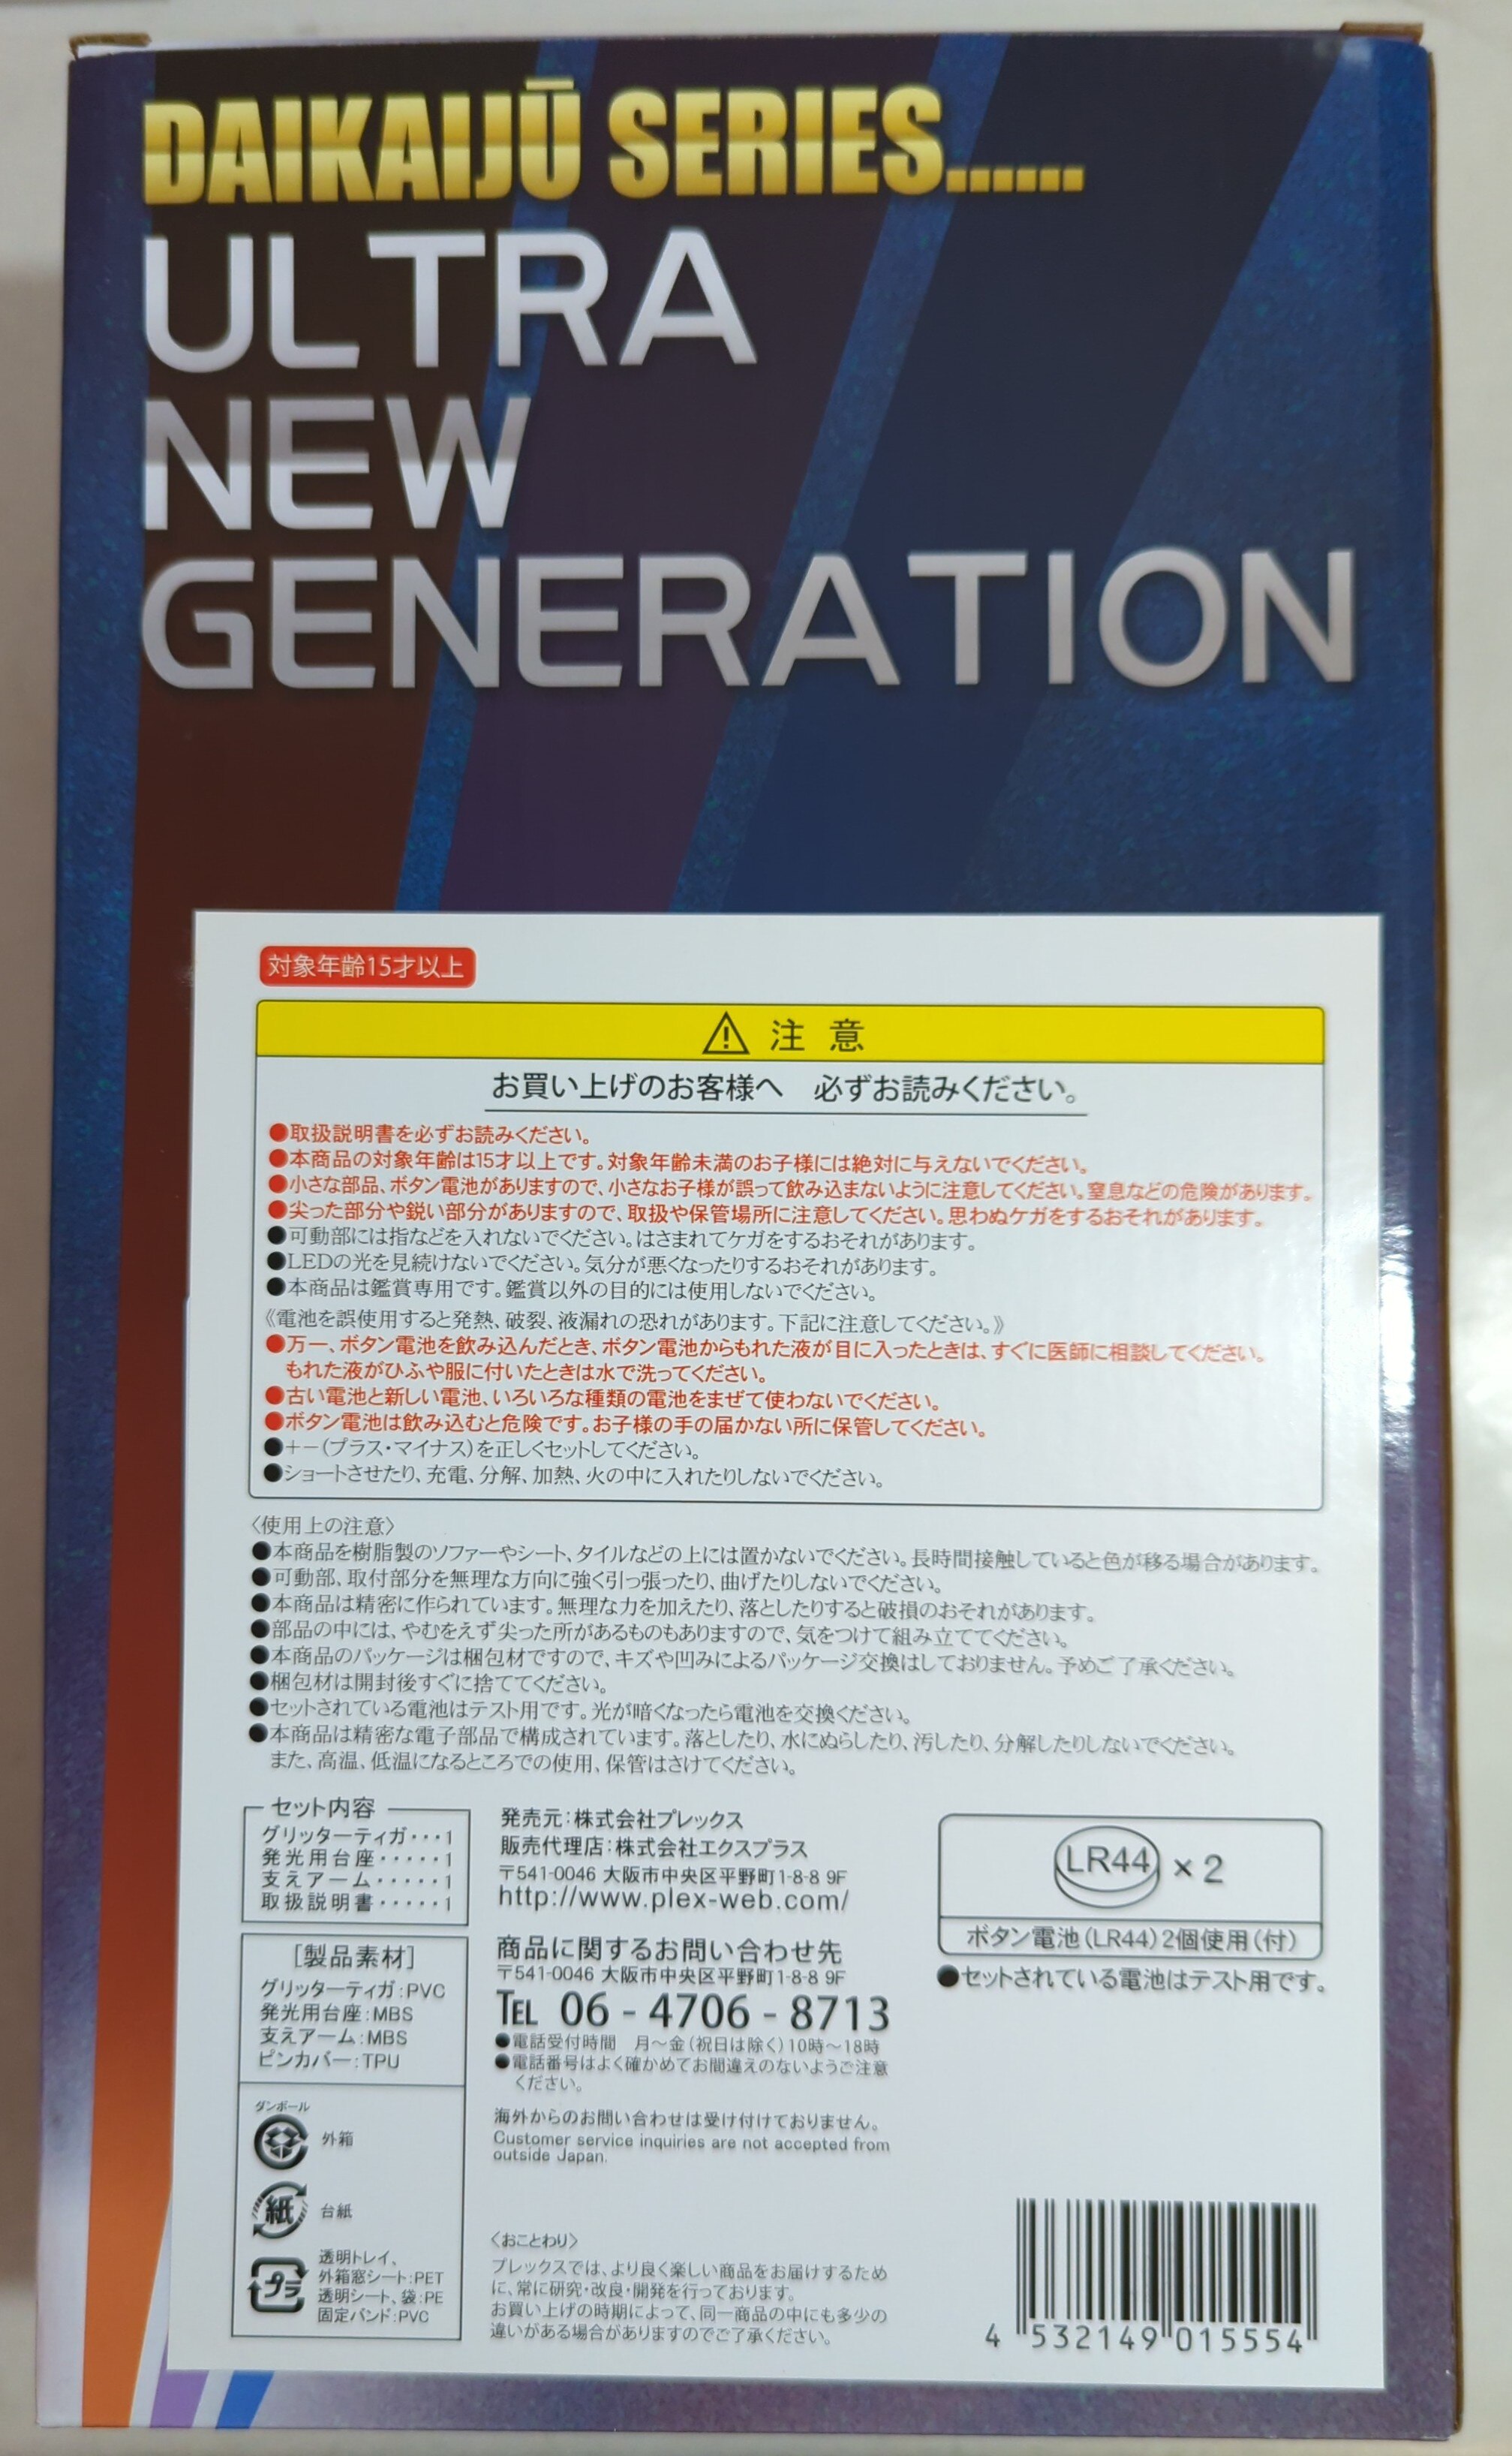 DAIKAIJŪ SERIES......
ULTRA
NEW
GENERATION
対象年齢15才以上
注意
お買い上げのお客様へ 必ずお読みください。
●取扱説明書を必ずお読みください。
●本商品の対象年齢は15才以上です。対象年齢未満のお子様には絶対に与えないでください。
●小さな部品、ボタン電池がありますので、小さなお子様が誤って飲み込まないように注意してください。窒息などの危険があります。
●尖った部分や鋭い部分がありますので、取扱や保管場所に注意してください。思わぬケガをするおそれがあります。
●可動部には指などを入れないでください。はさまれてケガをするおそれがあります。
●LEDの光を見続けないでください。気分が悪くなったりするおそれがあります。
●本商品は鑑賞専用です。鑑賞以外の目的には使用しないでください。
《電池を誤使用すると発熱、破裂、液漏れの恐れがあります。下記に注意してください。》
●万一、ボタン電池を飲み込んだとき、ボタン電池からもれた液が目に入ったときは、すぐに医師に相談してください。
もれた液がひふや服に付いたときは水で洗ってください。
●古い電池と新しい電池、いろいろな種類の電池をまぜて使わないでください。
●ボタン電池は飲み込むと危険です。お子様の手の届かない所に保管してください。
●+-(プラス・マイナス)を正しくセットしてください。
●ショートさせたり、充電、分解、加熱、火の中に入れたりしないでください。
〈使用上の注意〉
●本商品を樹脂製のソファーやシート、タイルなどの上には置かないでください。長時間接触していると色が移る場合があります。
●可動部、取付部分を無理な方向に強く引っ張ったり、曲げたりしないでください。
●本商品は精密に作られています。無理な力を加えたり、落としたりすると破損のおそれがあります。
●部品の中には、やむをえず尖った所があるものもありますので、気をつけて組み立ててください。
●本商品のパッケージは梱包材ですので、キズや凹みによるパッケージ交換はしておりません。予めご了承ください。
●梱包材は開封後すぐに捨ててください。
●セットされている電池はテスト用です。光が暗くなったら電池を交換ください。
●本商品は精密な電子部品で構成されています。落としたり、水にぬらしたり、汚したり、分解したりしないでください。
また、高温、低温になるところでの使用、保管はさけてください。
セット内容
グリッターティガ・・・1
発光用台座・・・・・1
支えアーム・・・・・1
取扱説明書・・・・・1
[製品素材]
グリッターティガ:PVC
発光用台座:MBS
支えアーム:MBS
ピンカバー:TPU
ダンボール
外箱
紙
台紙
プラ
透明トレイ、
外箱窓シート:PET
透明シート、袋:PE
固定バンド:PVC
発売元:株式会社プレックス
販売代理店:株式会社エクスプラス
〒541-0046 大阪市中央区平野町1-8-8 9F
http://www.plex-web.com/
商品に関するお問い合わせ先
〒541-0046 大阪市中央区平野町1-8-8 9F
TEL 06-4706-8713
●電話受付時間 月～金(祝日は除く)10時～18時
●電話番号はよく確かめてお間違えのないようご注意
ください。
海外からのお問い合わせは受け付けておりません。
Customer service inquiries are not accepted from
outside Japan.
〈おことわり〉
プレックスでは、より良く楽しい商品をお届けするため
に、常に研究・改良・開発を行っております。
お買い上げの時期によって、同一商品の中にも多少の
違いがある場合がありますのでご了承ください。
LR44 ×2
ボタン電池(LR44)2個使用(付)
●セットされている電池はテスト用です。
4 532149 015554